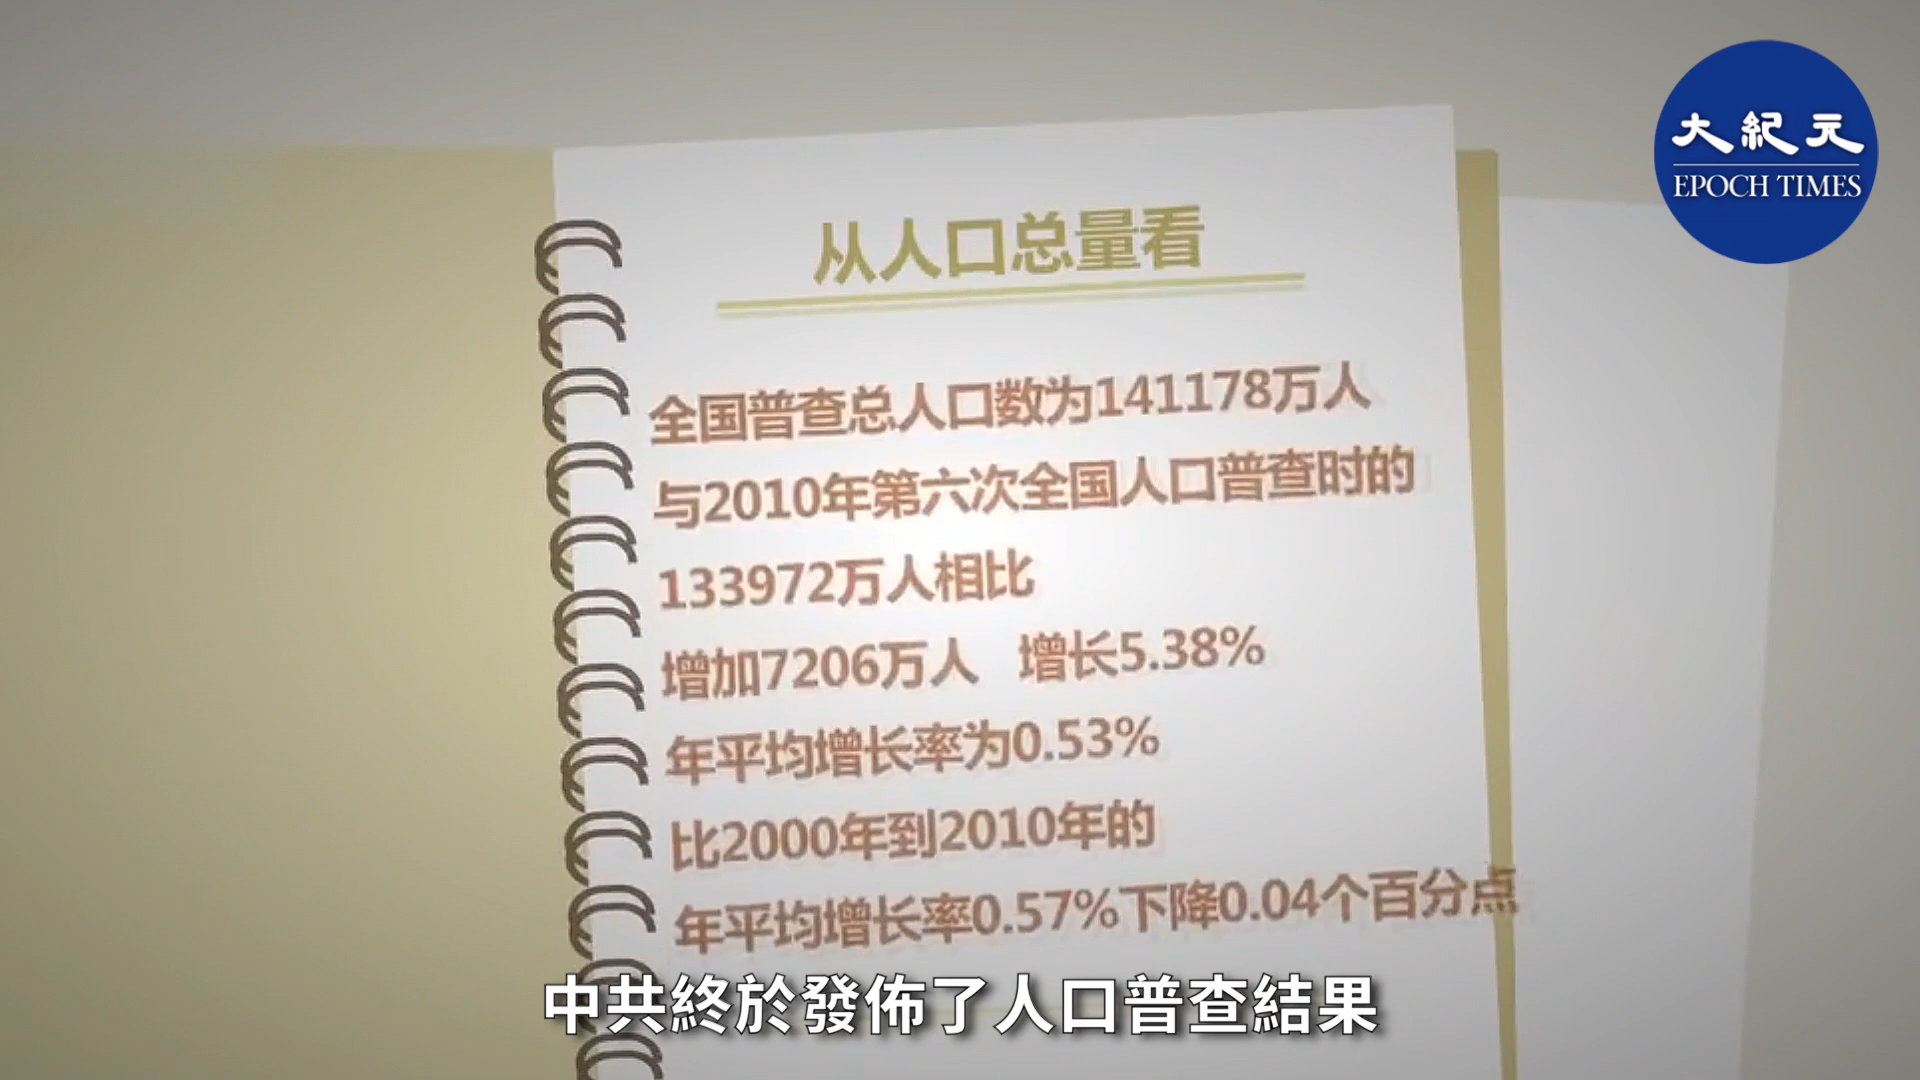 大紀元
EPOCH TIMES
从人口总量看
全国普查总人口数为141178万人
与2010年第六次全国人口普查时的
133972万人相比
增加7206万人 增长5.38%
年平均增长率为0.53%
比2000年到2010年的
年平均增长率0.57%下降0.04个百分点
中共終於發佈了人口普查結果